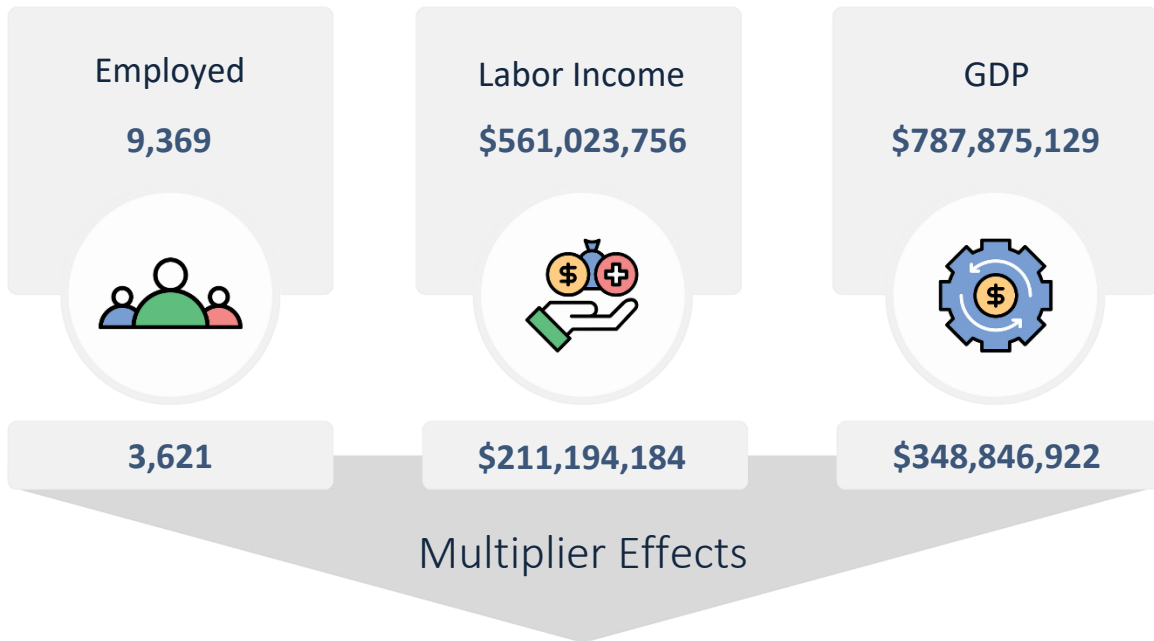 Employed
9,369
Labor Income
$561,023,756
GDP
$787,875,129
3,621
$211,194,184
$348,846,922
Multiplier Effects